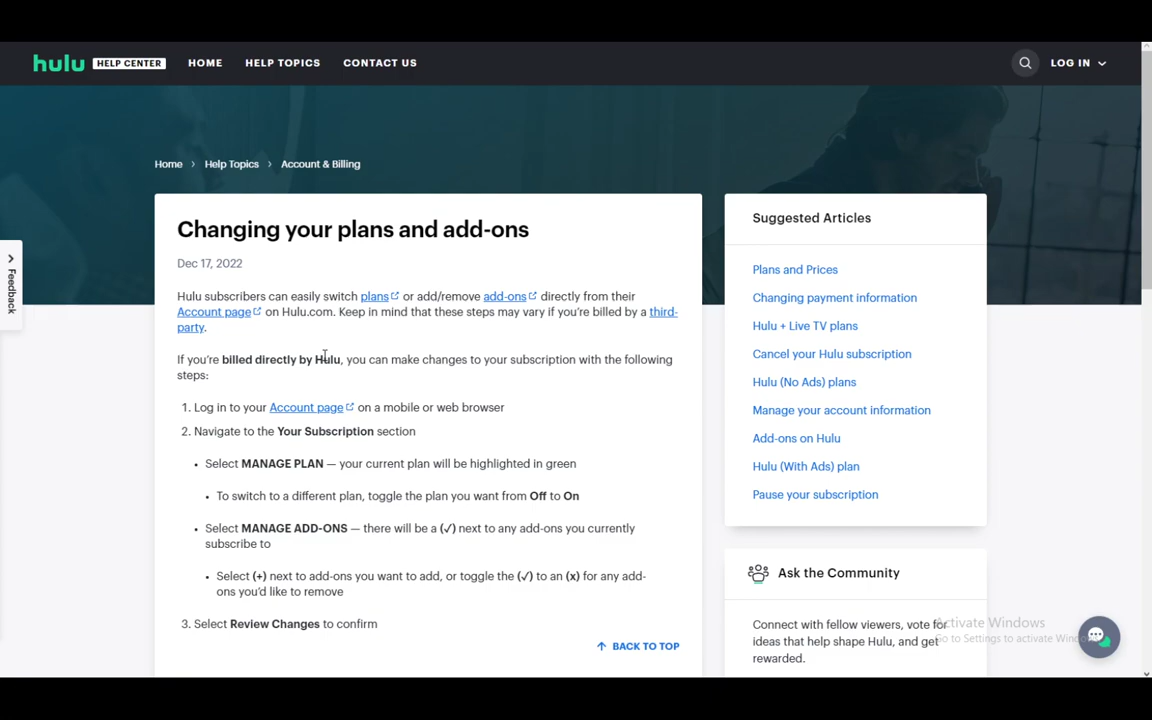 hulu HELP CENTER HOME HELP TOPICS CONTACT US LOG IN
Home > Help Topics > Account & Billing
Feedback
Changing your plans and add-ons
Dec 17, 2022
Hulu subscribers can easily switch plans or add/remove add-ons directly from their
Account page on Hulu.com. Keep in mind that these steps may vary if you're billed by a third-
party.
If you're billed directly by Hulu, you can make changes to your subscription with the following
steps:
1. Log in to your Account page on a mobile or web browser
2. Navigate to the Your Subscription section
• Select MANAGE PLAN — your current plan will be highlighted in green
• To switch to a different plan, toggle the plan you want from Off to On
• Select MANAGE ADD-ONS — there will be a (✓) next to any add-ons you currently
subscribe to
• Select (+) next to add-ons you want to add, or toggle the (✓) to an (x) for any add-
ons you'd like to remove
3. Select Review Changes to confirm
↑ BACK TO TOP
Suggested Articles
Plans and Prices
Changing payment information
Hulu + Live TV plans
Cancel your Hulu subscription
Hulu (No Ads) plans
Manage your account information
Add-ons on Hulu
Hulu (With Ads) plan
Pause your subscription
Ask the Community
Connect with fellow viewers, vote for
ideas that help shape Hulu, and get
rewarded.
Activate Windows
Go to Settings to activate Windows